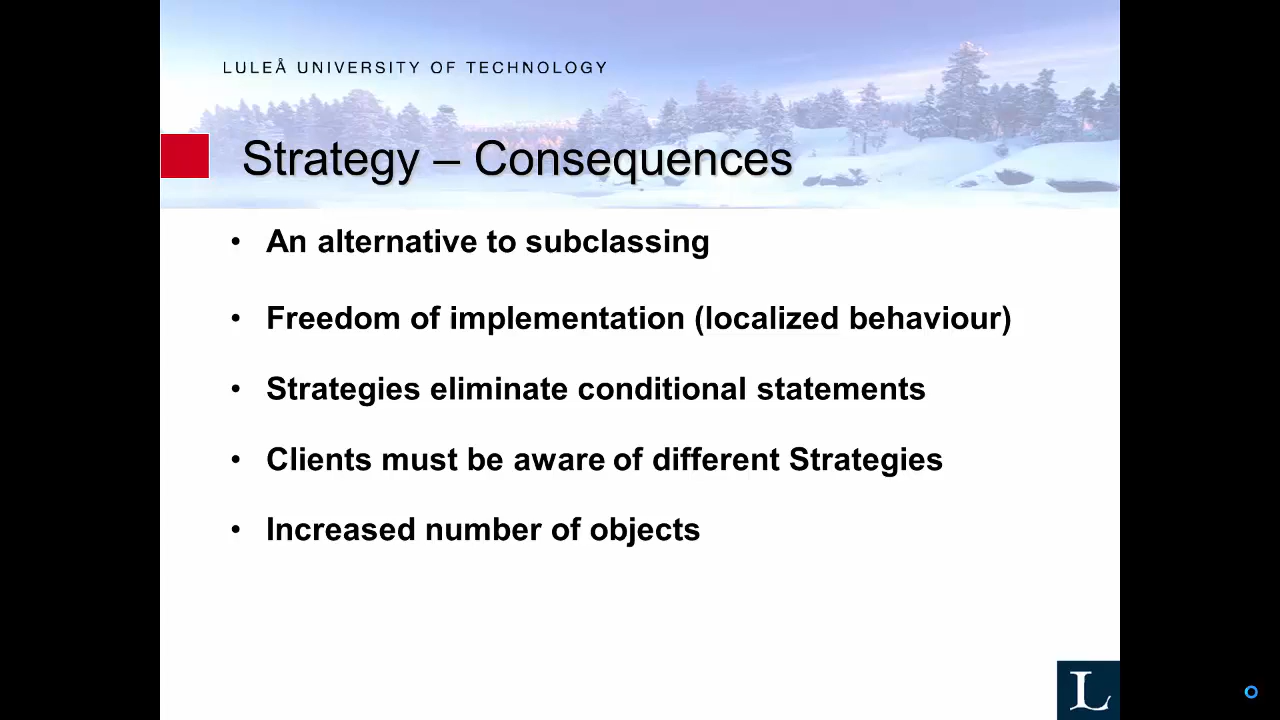 LULEÅ UNIVERSITY OF TECHNOLOGY
Strategy – Consequences
• An alternative to subclassing
• Freedom of implementation (localized behaviour)
• Strategies eliminate conditional statements
• Clients must be aware of different Strategies
• Increased number of objects
L